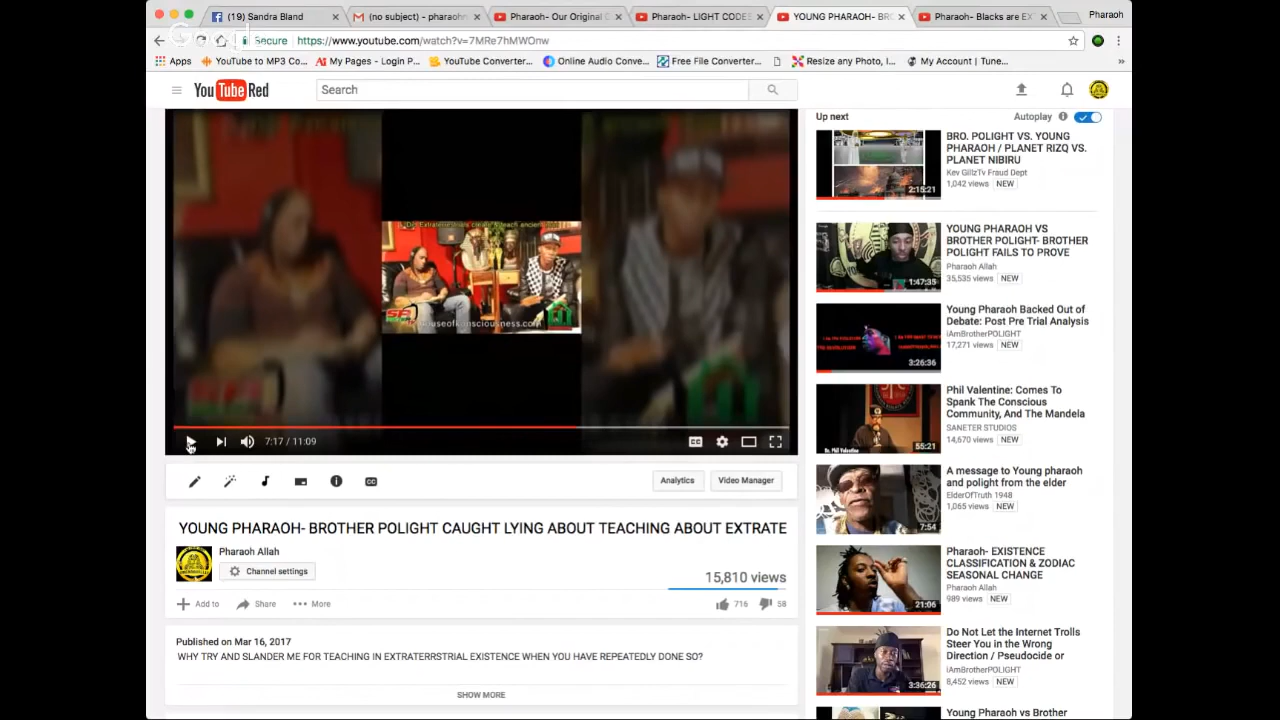 (19) Sandra Bland
(no subject) - pharaoh
Pharaoh- Our Original
Pharaoh- LIGHT CODES
YOUNG PHARAOH- BRO
Pharaoh- Blacks are EX
Pharaoh
Secure
https://www.youtube.com/watch?v=7MRe7hMWOnw
Apps
YouTube to MP3 Co...
My Pages - Login P...
YouTube Converter...
Online Audio Conve...
Free File Converter...
Resize any Photo, I...
My Account | Tune...
YouTube Red
Search
houseofkonsciousness.com
7:17 / 11:09
CC
CC
Analytics
Video Manager
YOUNG PHARAOH- BROTHER POLIGHT CAUGHT LYING ABOUT TEACHING ABOUT EXTRATE
Pharaoh Allah
Channel settings
15,810 views
Add to
Share
More
716
58
Published on Mar 16, 2017
WHY TRY AND SLANDER ME FOR TEACHING IN EXTRATERRSTRIAL EXISTENCE WHEN YOU HAVE REPEATEDLY DONE SO?
SHOW MORE
Up next
Autoplay
BRO. POLIGHT VS. YOUNG
PHARAOH / PLANET RIZQ VS.
PLANET NIBIRU
Kev GillzTv Fraud Dept
1,042 views
NEW
2:15:21
YOUNG PHARAOH VS
BROTHER POLIGHT- BROTHER
POLIGHT FAILS TO PROVE
Pharaoh Allah
35,535 views
NEW
1:47:35
Young Pharaoh Backed Out of
Debate: Post Pre Trial Analysis
iAmBrotherPOLIGHT
17,271 views
NEW
3:26:36
Phil Valentine: Comes To
Spank The Conscious
Community, And The Mandela
SANETER STUDIOS
14,670 views
NEW
55:21
A message to Young pharaoh
and polight from the elder
ElderOfTruth 1948
1,065 views
NEW
7:54
Pharaoh- EXISTENCE
CLASSIFICATION & ZODIAC
SEASONAL CHANGE
Pharaoh Allah
989 views
NEW
21:06
Do Not Let the Internet Trolls
Steer You in the Wrong
Direction / Pseudocide or
iAmBrotherPOLIGHT
8,452 views
NEW
3:36:26
Young Pharaoh vs Brother